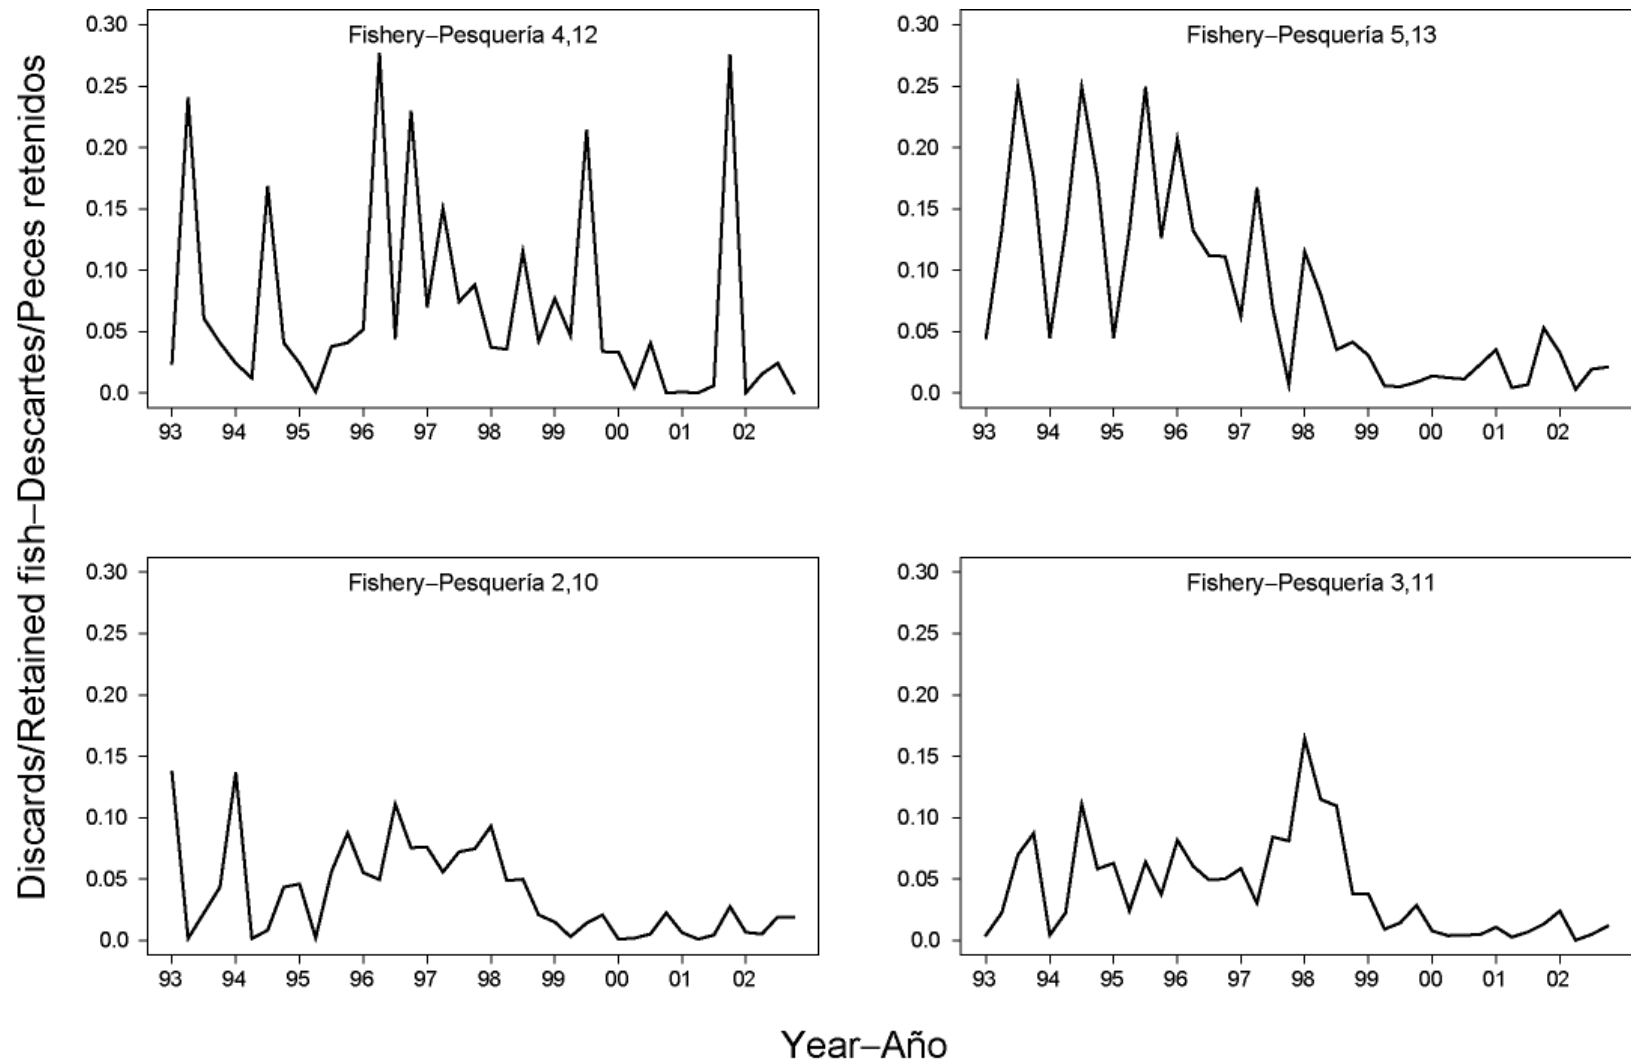 Discards/Retained fish–Descartes/Peces retenidos
Fishery–Pesquería 4,12
0.30
0.25
0.20
0.15
0.10
0.05
0.0
93 94 95 96 97 98 99 00 01 02
Fishery–Pesquería 5,13
0.30
0.25
0.20
0.15
0.10
0.05
0.0
93 94 95 96 97 98 99 00 01 02
Fishery–Pesquería 2,10
0.30
0.25
0.20
0.15
0.10
0.05
0.0
93 94 95 96 97 98 99 00 01 02
Fishery–Pesquería 3,11
0.30
0.25
0.20
0.15
0.10
0.05
0.0
93 94 95 96 97 98 99 00 01 02
Year–Año